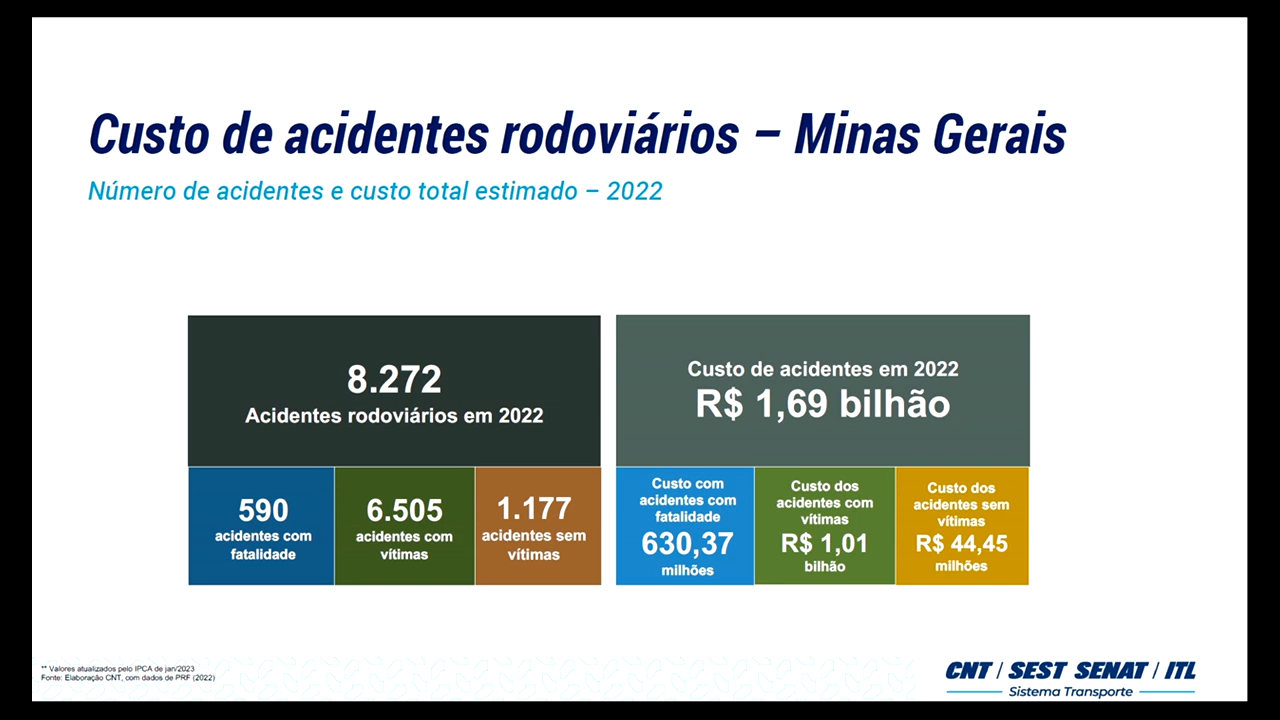 Custo de acidentes rodoviários – Minas Gerais
Número de acidentes e custo total estimado – 2022
8.272
Acidentes rodoviários em 2022
590
acidentes com
fatalidade
6.505
acidentes com
vítimas
1.177
acidentes sem
vítimas
Custo de acidentes em 2022
R$ 1,69 bilhão
Custo com
acidentes com
fatalidade
630,37
milhões
Custo dos
acidentes com
vítimas
R$ 1,01
bilhão
Custo dos
acidentes sem
vítimas
R$ 44,45
milhões
** Valores atualizados pelo IPCA de jan/2023
Fonte: Elaboração CNT, com dados de PRF (2022)
CNT / SEST SENAT / ITL
Sistema Transporte